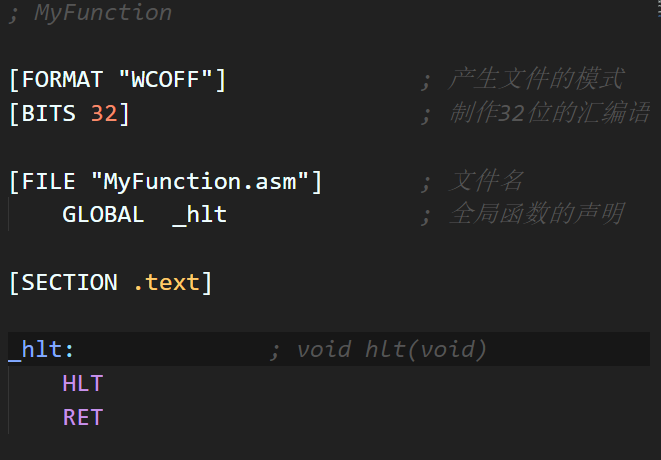 ; MyFunction
[FORMAT "WCOFF"] ; 产生文件的模式
[BITS 32] ; 制作32位的汇编语
[FILE "MyFunction.asm"] ; 文件名
GLOBAL _hlt ; 全局函数的声明
[SECTION .text]
_hlt: ; void hlt(void)
HLT
RET